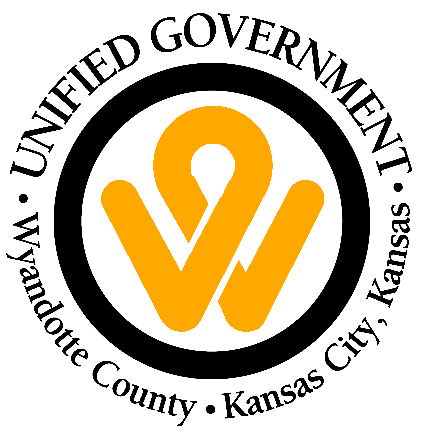 • UNIFIED GOVERNMENT •
Wyandotte County • Kansas City, Kansas